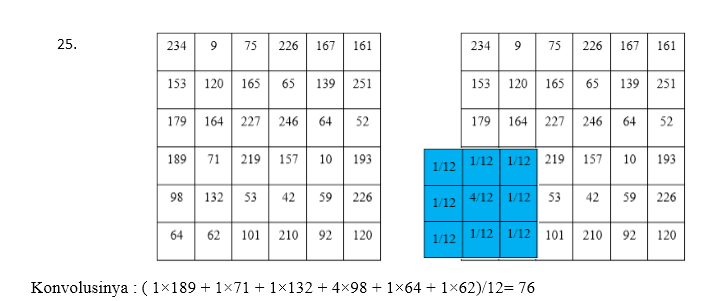 25.
234 9 75 226 167 161 234 9 75 226 167 161
153 120 165 65 139 251 153 120 165 65 139 251
179 164 227 246 64 52 179 164 227 246 64 52
189 71 219 157 10 193 1/12 1/12 1/12 219 157 10 193
98 132 53 42 59 226 1/12 4/12 1/12 53 42 59 226
64 62 101 210 92 120 1/12 1/12 1/12 101 210 92 120
Konvolusinya : ( 1×189 + 1×71 + 1×132 + 4×98 + 1×64 + 1×62)/12= 76